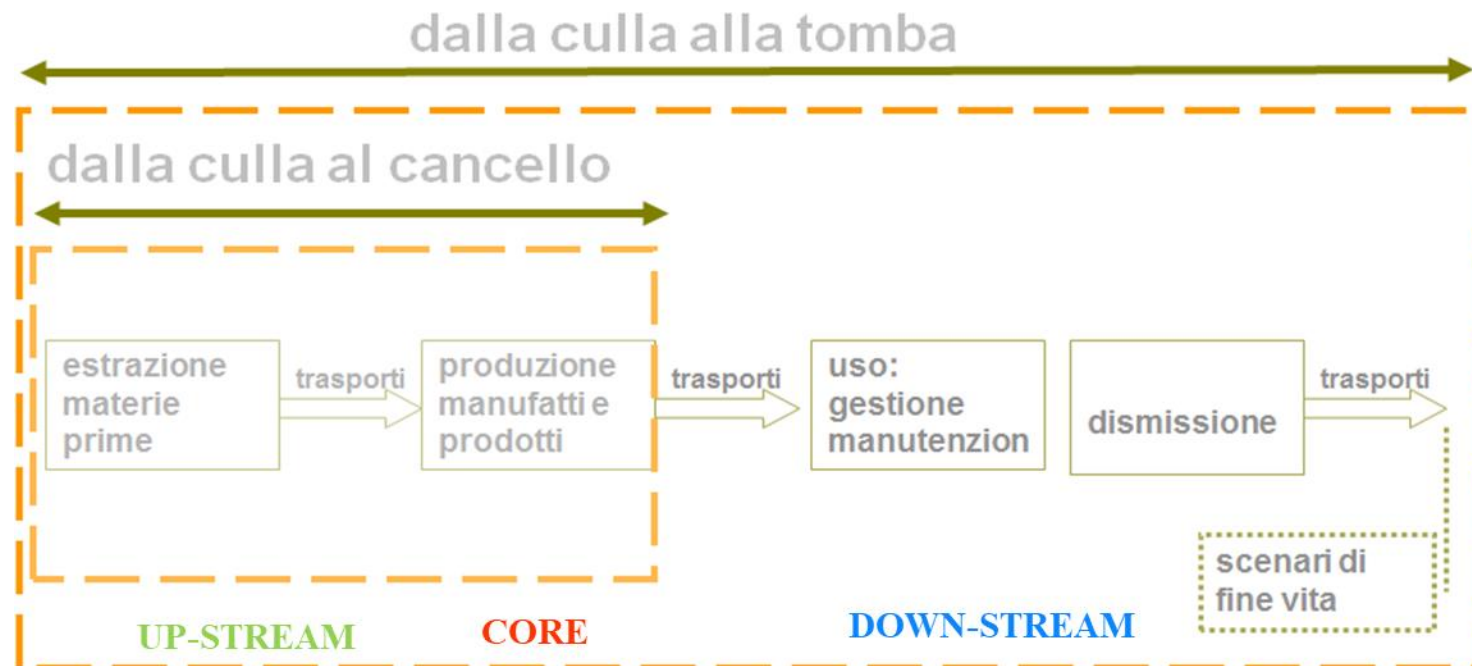 dalla culla alla tomba
dalla culla al cancello
estrazione
materie
prime
trasporti
produzione
manufatti e
prodotti
trasporti
uso:
gestione
manutenzion
dismissione
trasporti
scenari di
fine vita
UP-STREAM
CORE
DOWN-STREAM